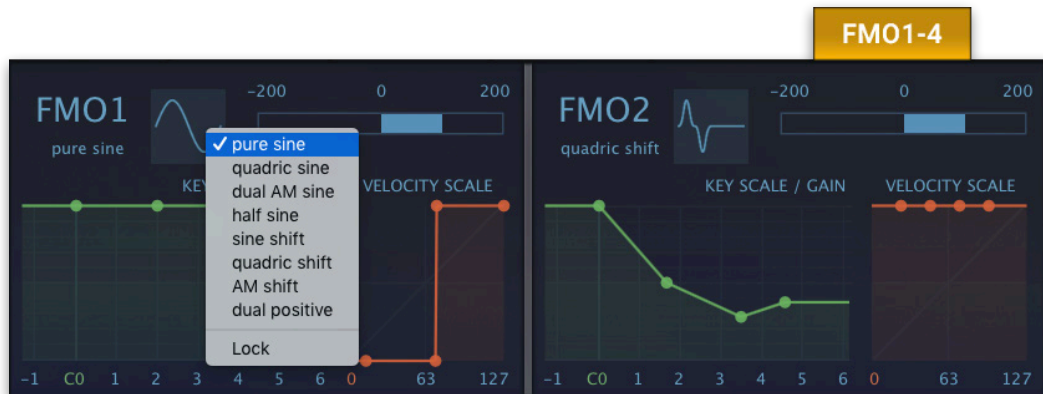 FMO1-4
FMO1
pure sine
-200 0 200
✓ pure sine
quadric sine
dual AM sine
half sine
sine shift
quadric shift
AM shift
dual positive
Lock
KEY
VELOCITY SCALE
-1 C0 1 2 3 4 5 6 0 63 127
FMO2
quadric shift
-200 0 200
KEY SCALE / GAIN
VELOCITY SCALE
-1 C0 1 2 3 4 5 6 0 63 127